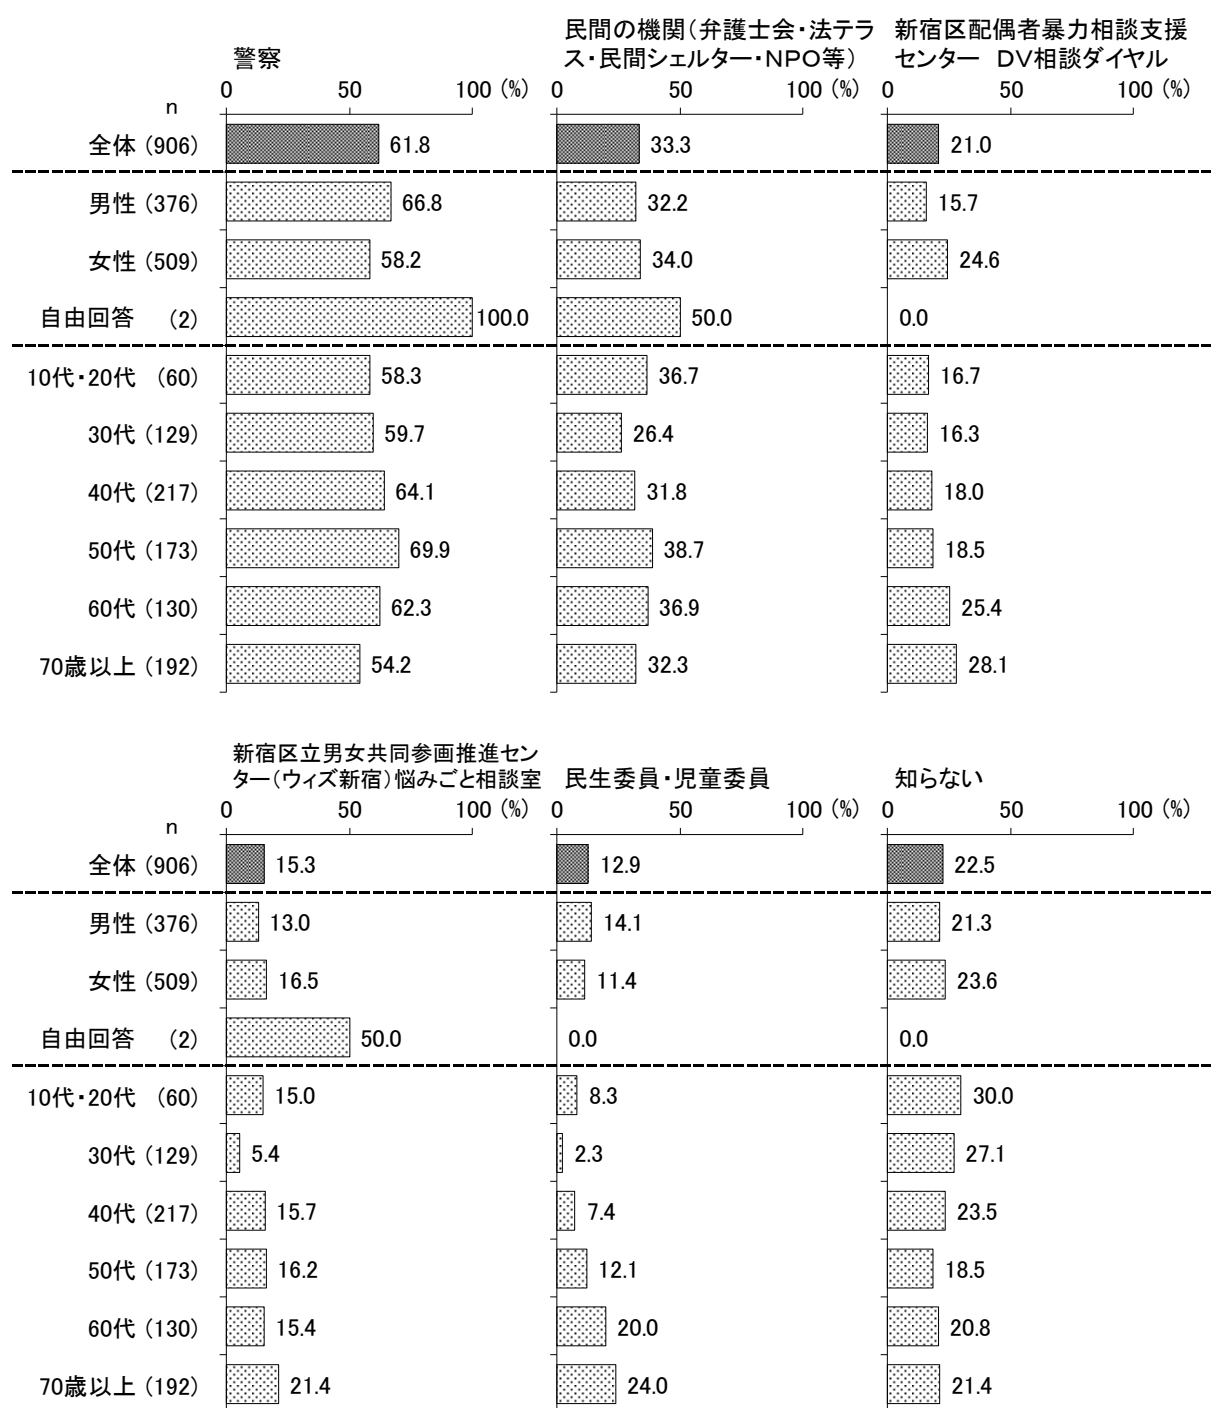 警察
民間の機関（弁護士会・法テラ
ス・民間シェルター・NPO等）
新宿区配偶者暴力相談支援
センター　DV相談ダイヤル
0 50 100 (%) 0 50 100 (%) 0 50 100 (%)
n
全体 (906) 61.8 33.3 21.0
男性 (376) 66.8 32.2 15.7
女性 (509) 58.2 34.0 24.6
自由回答 (2) 100.0 50.0 0.0
10代・20代 (60) 58.3 36.7 16.7
30代 (129) 59.7 26.4 16.3
40代 (217) 64.1 31.8 18.0
50代 (173) 69.9 38.7 18.5
60代 (130) 62.3 36.9 25.4
70歳以上 (192) 54.2 32.3 28.1
新宿区立男女共同参画推進セン
ター（ウィズ新宿）悩みごと相談室
民生委員・児童委員
知らない
0 50 100 (%) 0 50 100 (%) 0 50 100 (%)
n
全体 (906) 15.3 12.9 22.5
男性 (376) 13.0 14.1 21.3
女性 (509) 16.5 11.4 23.6
自由回答 (2) 50.0 0.0 0.0
10代・20代 (60) 15.0 8.3 30.0
30代 (129) 5.4 2.3 27.1
40代 (217) 15.7 7.4 23.5
50代 (173) 16.2 12.1 18.5
60代 (130) 15.4 20.0 20.8
70歳以上 (192) 21.4 24.0 21.4